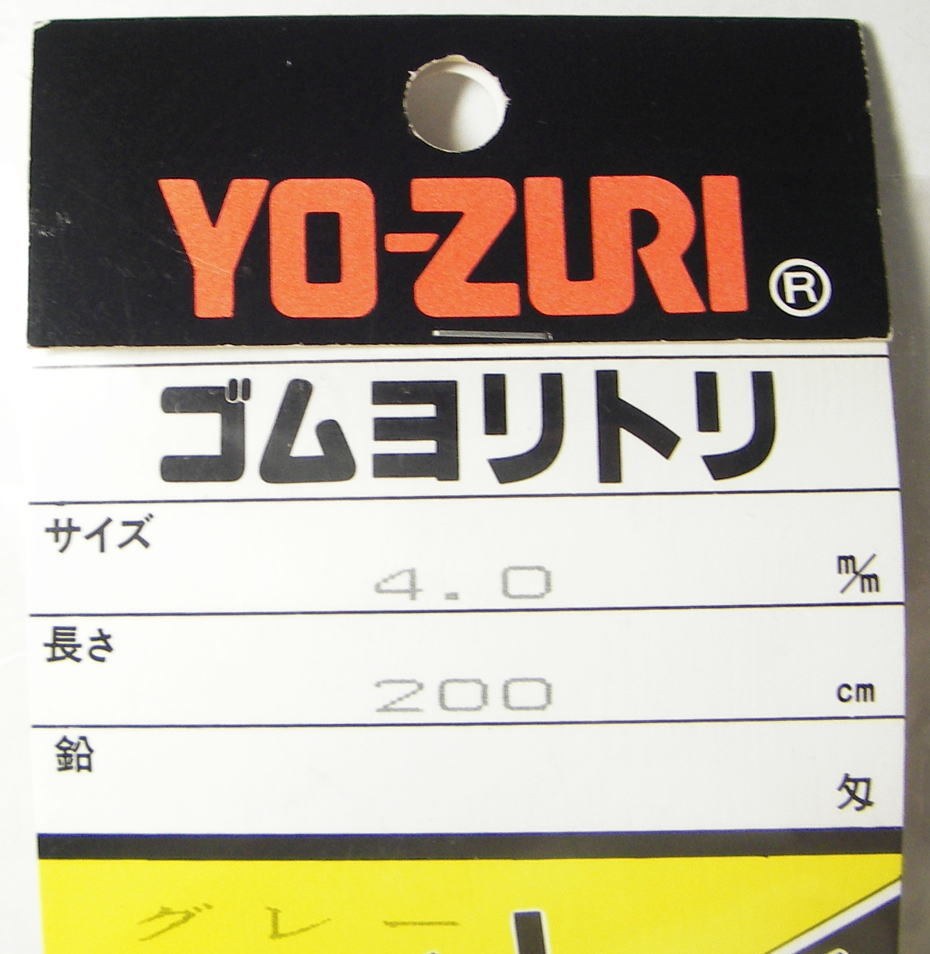 YO-ZURI ®
ゴムヨリトリ
サイズ
4.0 m/m
長さ
200 cm
鉛
匁
グレー